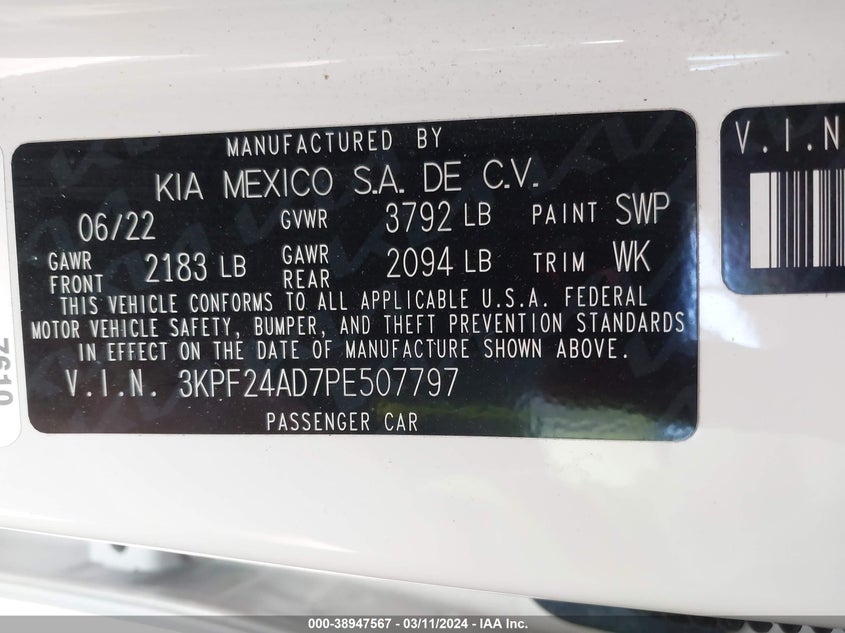 MANUFACTURED BY
KIA MEXICO S.A. DE C.V.
06/22 GVWR 3792 LB PAINT SWP
GAWR FRONT 2183 LB GAWR REAR 2094 LB TRIM WK
THIS VEHICLE CONFORMS TO ALL APPLICABLE U.S.A. FEDERAL
MOTOR VEHICLE SAFETY, BUMPER, AND THEFT PREVENTION STANDARDS
IN EFFECT ON THE DATE OF MANUFACTURE SHOWN ABOVE.
V.I.N. 3KPF24AD7PE507797
PASSENGER CAR
V.I.N
7610
000-38947567 - 03/11/2024 - IAA Inc.